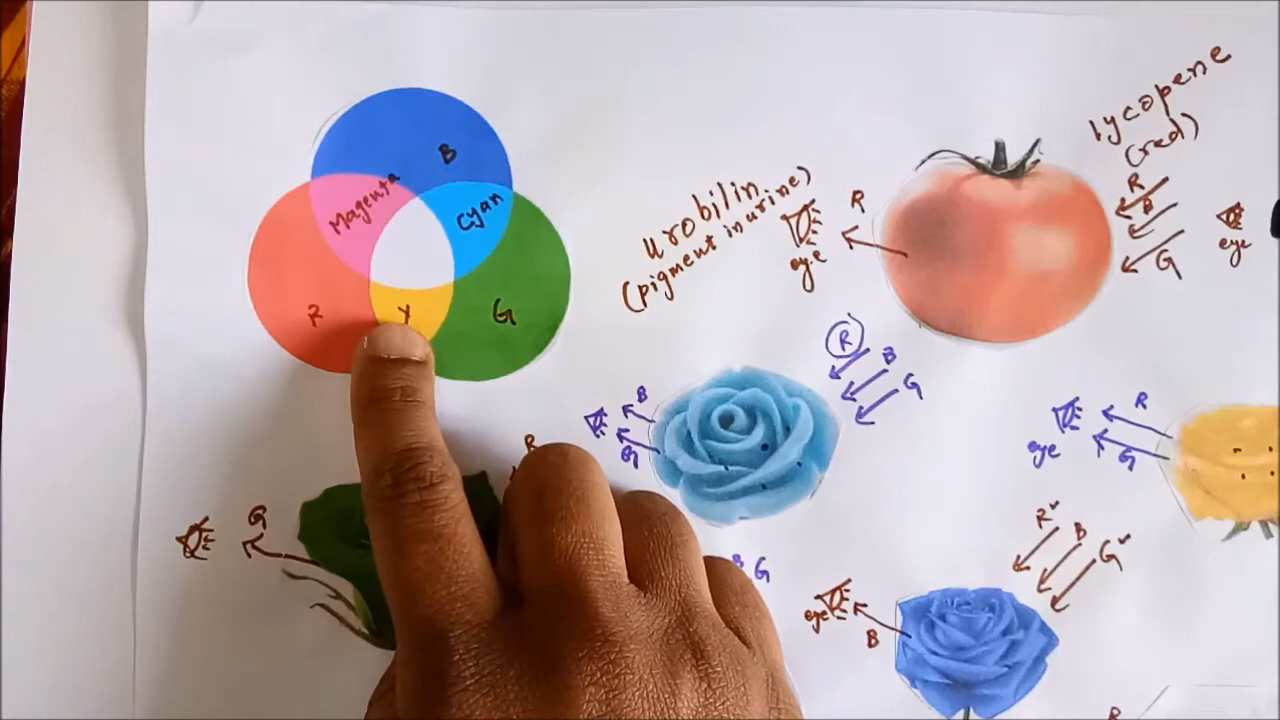 B
Magenta
Cyan
R
Y
G
urobilin
(pigment in urine)
eye
R
lycopene
(red)
R
B
G
eye
R
B
G
B
G
R
G
eye
R
G
R
B
G
eye
B
B G
R